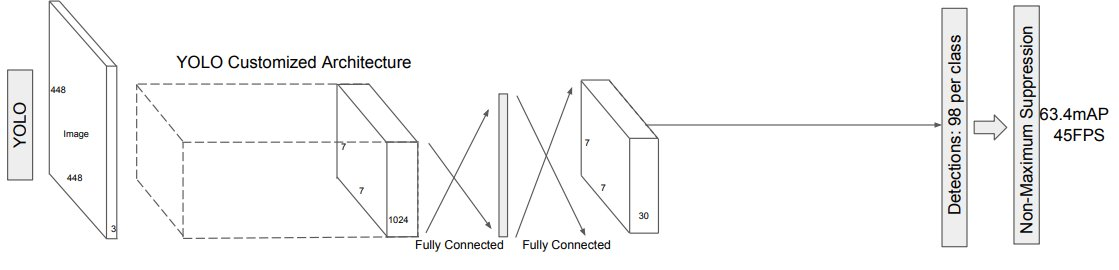 YOLO
448
Image
448
3
YOLO Customized Architecture
7
7
1024
Fully Connected
Fully Connected
7
7
30
Detections: 98 per class
Non-Maximum Suppression
63.4mAP
45FPS